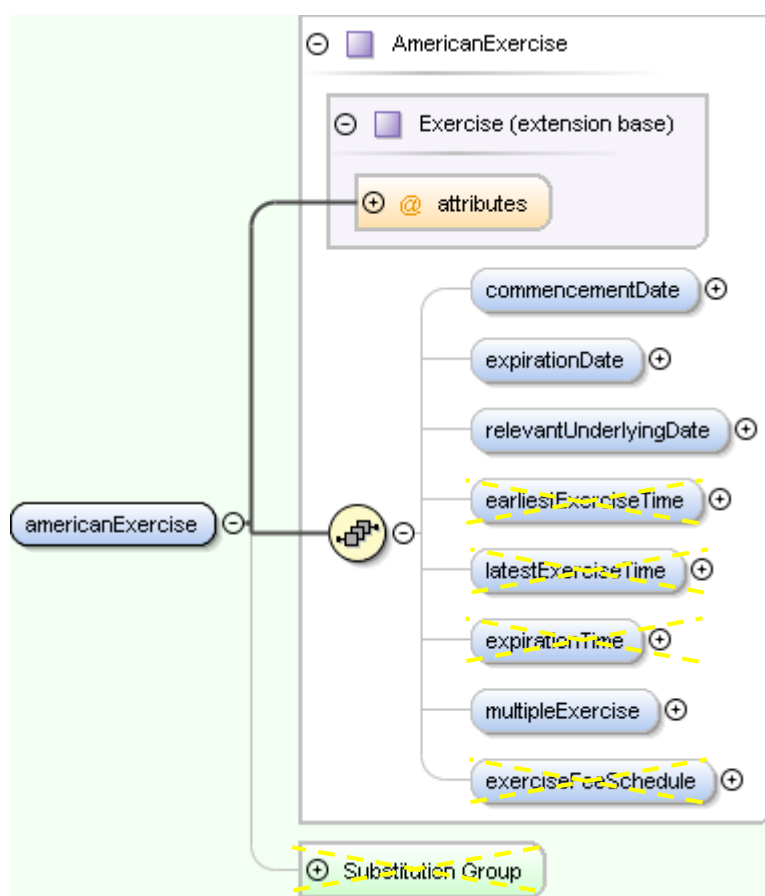 AmericanExercise
Exercise (extension base)
@ attributes
commencementDate
expirationDate
relevantUnderlyingDate
earliestExerciseTime
americanExercise
latestExerciseTime
expirationTime
multipleExercise
exerciseFeeSchedule
Substitution Group